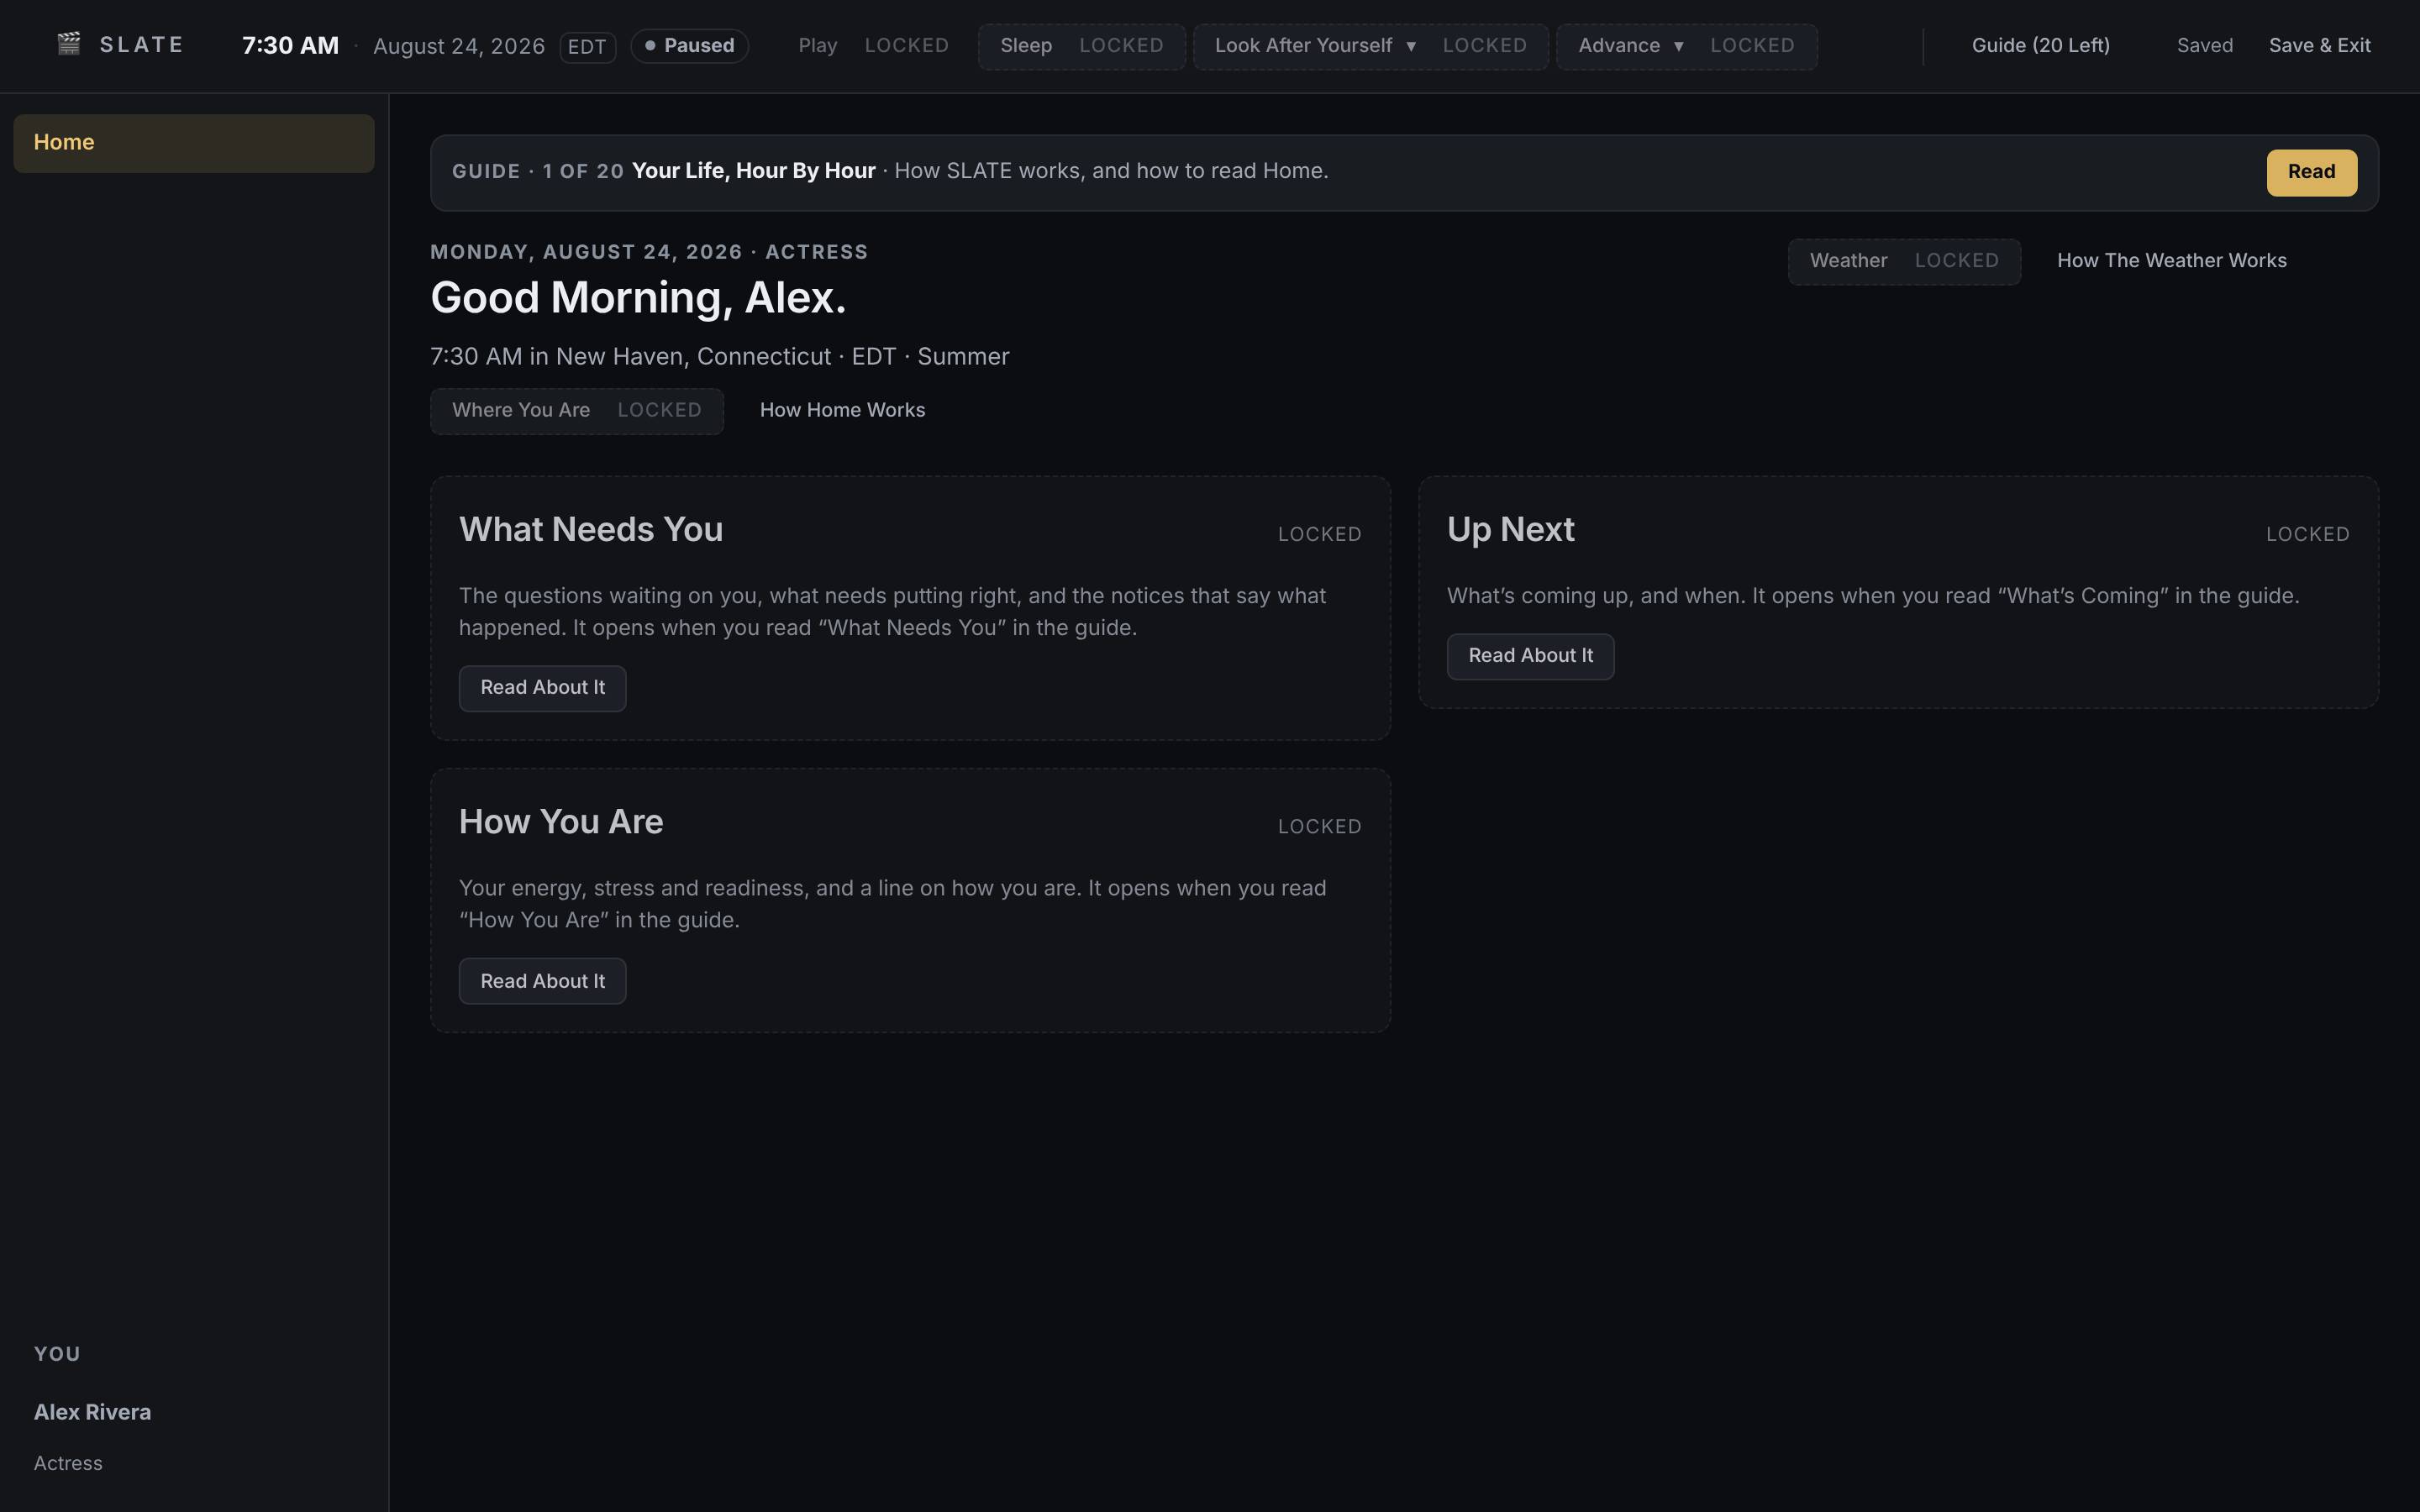 SLATE
7:30 AM · August 24, 2026 EDT Paused
Play LOCKED
Sleep LOCKED
Look After Yourself ▼ LOCKED
Advance ▼ LOCKED
Guide (20 Left)
Saved
Save & Exit
Home
GUIDE · 1 OF 20 Your Life, Hour By Hour · How SLATE works, and how to read Home.
Read
MONDAY, AUGUST 24, 2026 · ACTRESS
Good Morning, Alex.
7:30 AM in New Haven, Connecticut · EDT · Summer
Where You Are LOCKED
How Home Works
Weather LOCKED
How The Weather Works
What Needs You
LOCKED
The questions waiting on you, what needs putting right, and the notices that say what
happened. It opens when you read “What Needs You” in the guide.
Read About It
Up Next
LOCKED
What’s coming up, and when. It opens when you read “What’s Coming” in the guide.
Read About It
How You Are
LOCKED
Your energy, stress and readiness, and a line on how you are. It opens when you read
“How You Are” in the guide.
Read About It
YOU
Alex Rivera
Actress